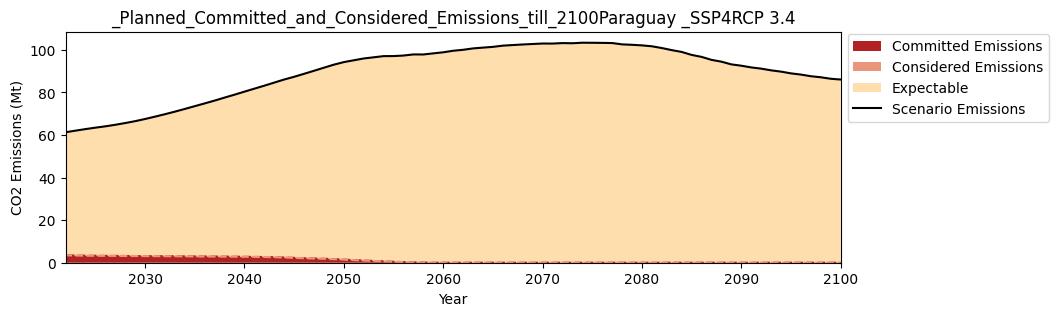 _Planned_Committed_and_Considered_Emissions_till_2100Paraguay _SSP4RCP 3.4
Committed Emissions
Considered Emissions
Expectable
Scenario Emissions
CO2 Emissions (Mt)
100
80
60
40
20
0
2030 2040 2050 2060 2070 2080 2090 2100
Year